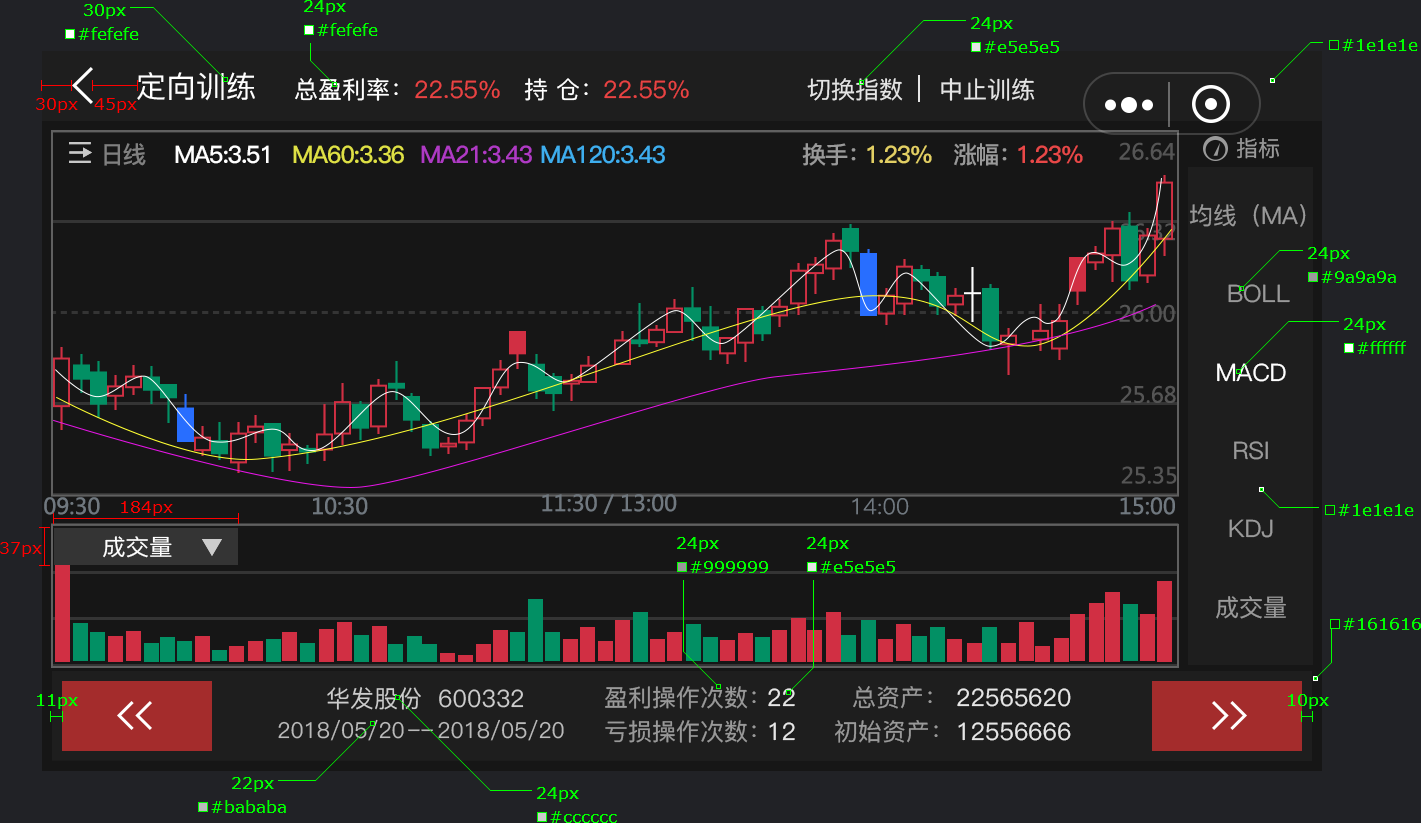 30px
#fefefe
24px
#fefefe
24px
#e5e5e5
#1e1e1e
30px 45px
定向训练 总盈利率: 22.55% 持 仓: 22.55% 切换指数 | 中止训练
日线 MA5:3.51 MA60:3.36 MA21:3.43 MA120:3.43 换手: 1.23% 涨幅: 1.23% 26.64
指标
均线（MA）
26.32
24px
#9a9a9a
BOLL
26.00
24px
#ffffff
MACD
25.68
RSI
25.35
09:30 10:30 11:30 / 13:00 14:00 15:00
184px
#1e1e1e
KDJ
37px
成交量
24px
#999999
24px
#e5e5e5
成交量
#161616
11px
10px
华发股份 600332 盈利操作次数: 22 总资产: 22565620
2018/05/20--2018/05/20 亏损操作次数: 12 初始资产: 12556666
22px
#bababa
24px
#cccccc